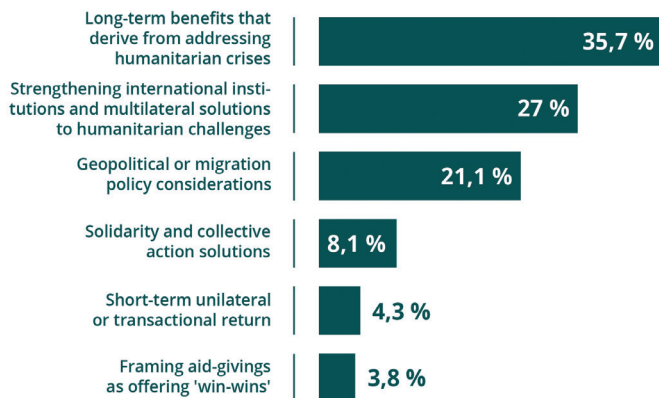 Long-term benefits that
derive from addressing
humanitarian crises
35,7 %
Strengthening international insti-
tutions and multilateral solutions
to humanitarian challenges
27 %
Geopolitical or migration
policy considerations
21,1 %
Solidarity and collective
action solutions
8,1 %
Short-term unilateral
or transactional return
4,3 %
Framing aid-givings
as offering 'win-wins'
3,8 %